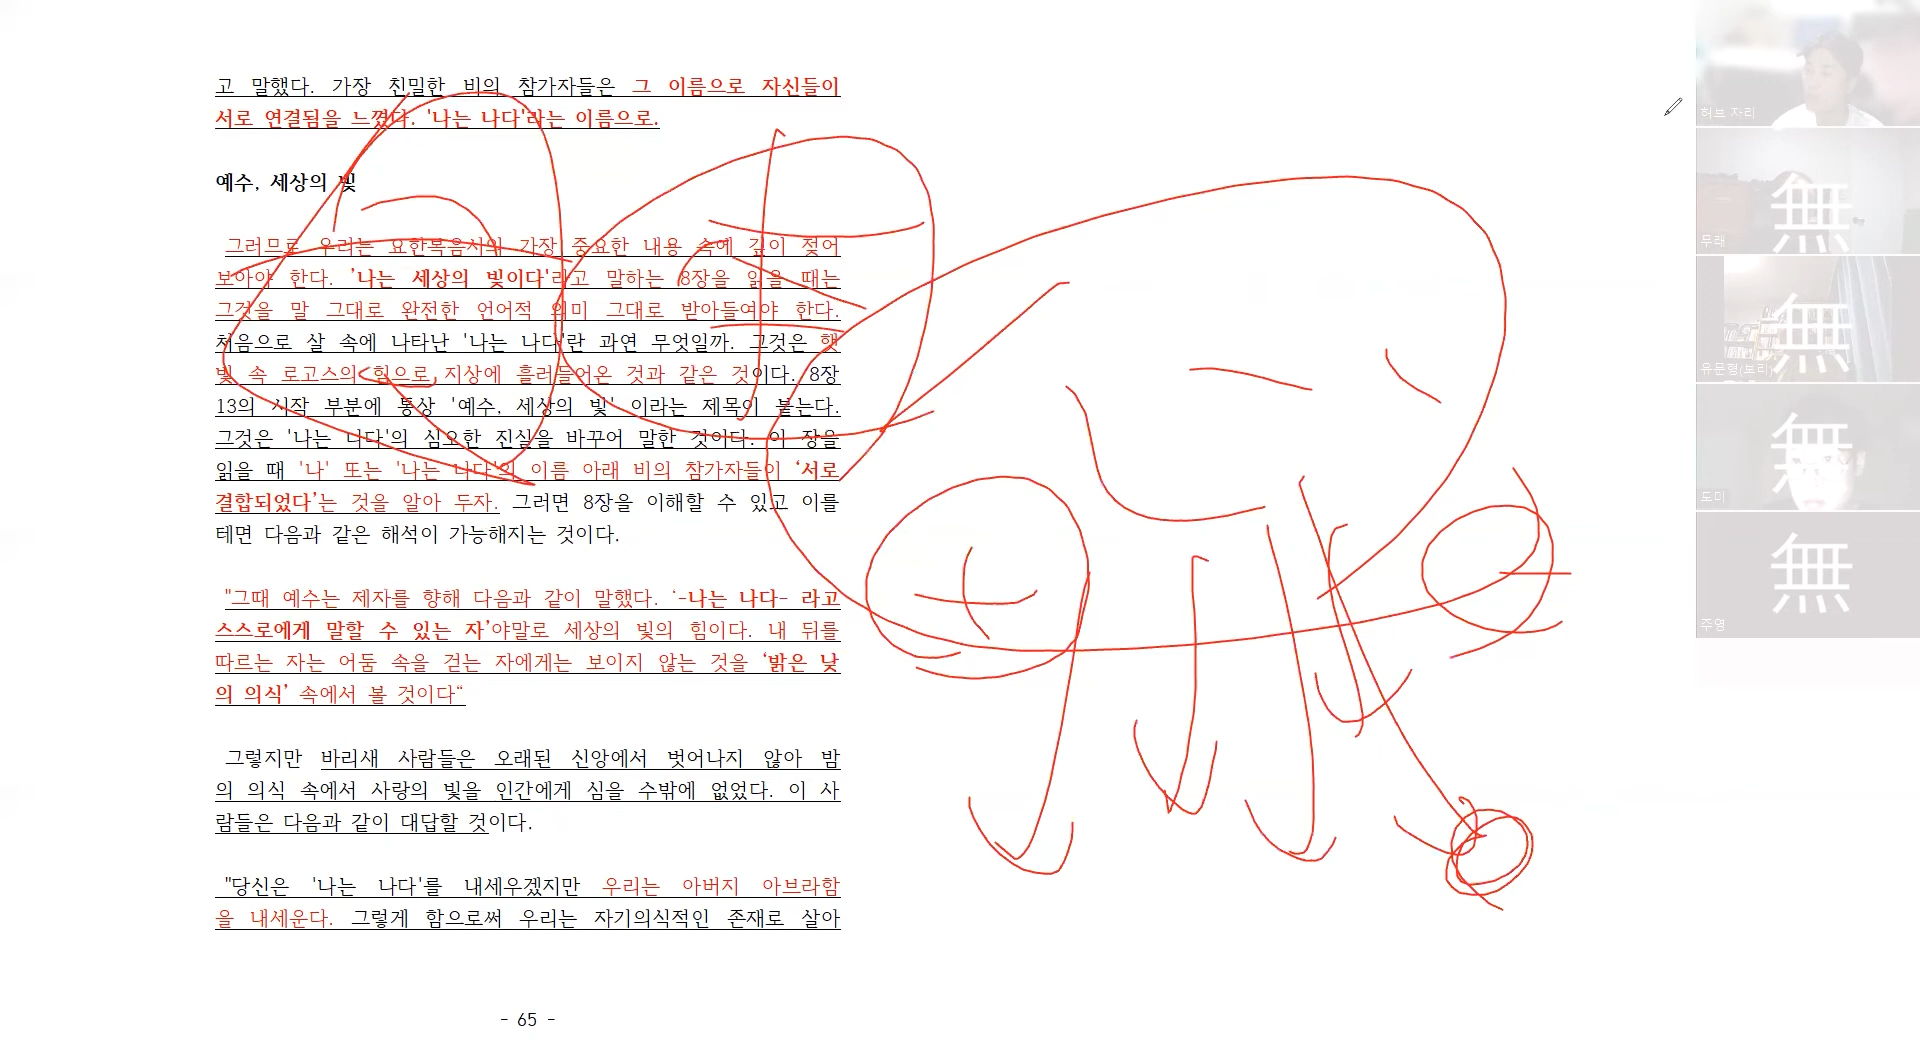 고 말했다. 가장 친밀한 비의 참가자들은 그 이름으로 자신들이
서로 연결됨을 느꼈다. '나는 나다'라는 이름으로.
예수, 세상의 빛
그러므로 우리는 요한복음서의 가장 중요한 내용 속에 깊이 젖어
보아야 한다. '나는 세상의 빛이다'라고 말하는 8장을 읽을 때는
그것을 말 그대로 완전한 언어적 의미 그대로 받아들여야 한다.
처음으로 살 속에 나타난 '나는 나다'란 과연 무엇일까. 그것은 햇
빛 속 로고스의 힘으로 지상에 흘러들어온 것과 같은 것이다. 8장
13의 시작 부분에 통상 '예수, 세상의 빛' 이라는 제목이 붙는다.
그것은 '나는 나다'의 심오한 진실을 바꾸어 말한 것이다. 이 장을
읽을 때 '나' 또는 '나는 나다'의 이름 아래 비의 참가자들이 ‘서로
결합되었다’는 것을 알아 두자. 그러면 8장을 이해할 수 있고 이를
테면 다음과 같은 해석이 가능해지는 것이다.
"그때 예수는 제자를 향해 다음과 같이 말했다. ‘-나는 나다- 라고
스스로에게 말할 수 있는 자’야말로 세상의 빛의 힘이다. 내 뒤를
따르는 자는 어둠 속을 걷는 자에게는 보이지 않는 것을 ‘밝은 낮
의 의식’ 속에서 볼 것이다“
그렇지만 바리새 사람들은 오래된 신앙에서 벗어나지 않아 밤
의 의식 속에서 사랑의 빛을 인간에게 심을 수밖에 없었다. 이 사
람들은 다음과 같이 대답할 것이다.
"당신은 '나는 나다'를 내세우겠지만 우리는 아버지 아브라함
을 내세운다. 그렇게 함으로써 우리는 자기의식적인 존재로 살아
- 65 -
허브 자리
無
두래
無
유문형(보리)
無
도미
無
주영